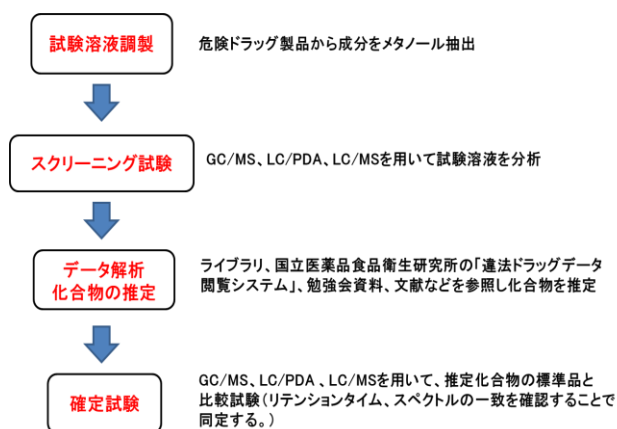 試験溶液調製
危険ドラッグ製品から成分をメタノール抽出
スクリーニング試験
GC/MS、LC/PDA、LC/MSを用いて試験溶液を分析
データ解析
化合物の推定
ライブラリ、国立医薬品食品衛生研究所の「違法ドラッグデータ
閲覧システム」、勉強会資料、文献などを参照し化合物を推定
確定試験
GC/MS、LC/PDA 、LC/MSを用いて、推定化合物の標準品と
比較試験(リテンションタイム、スペクトルの一致を確認することで
同定する。)